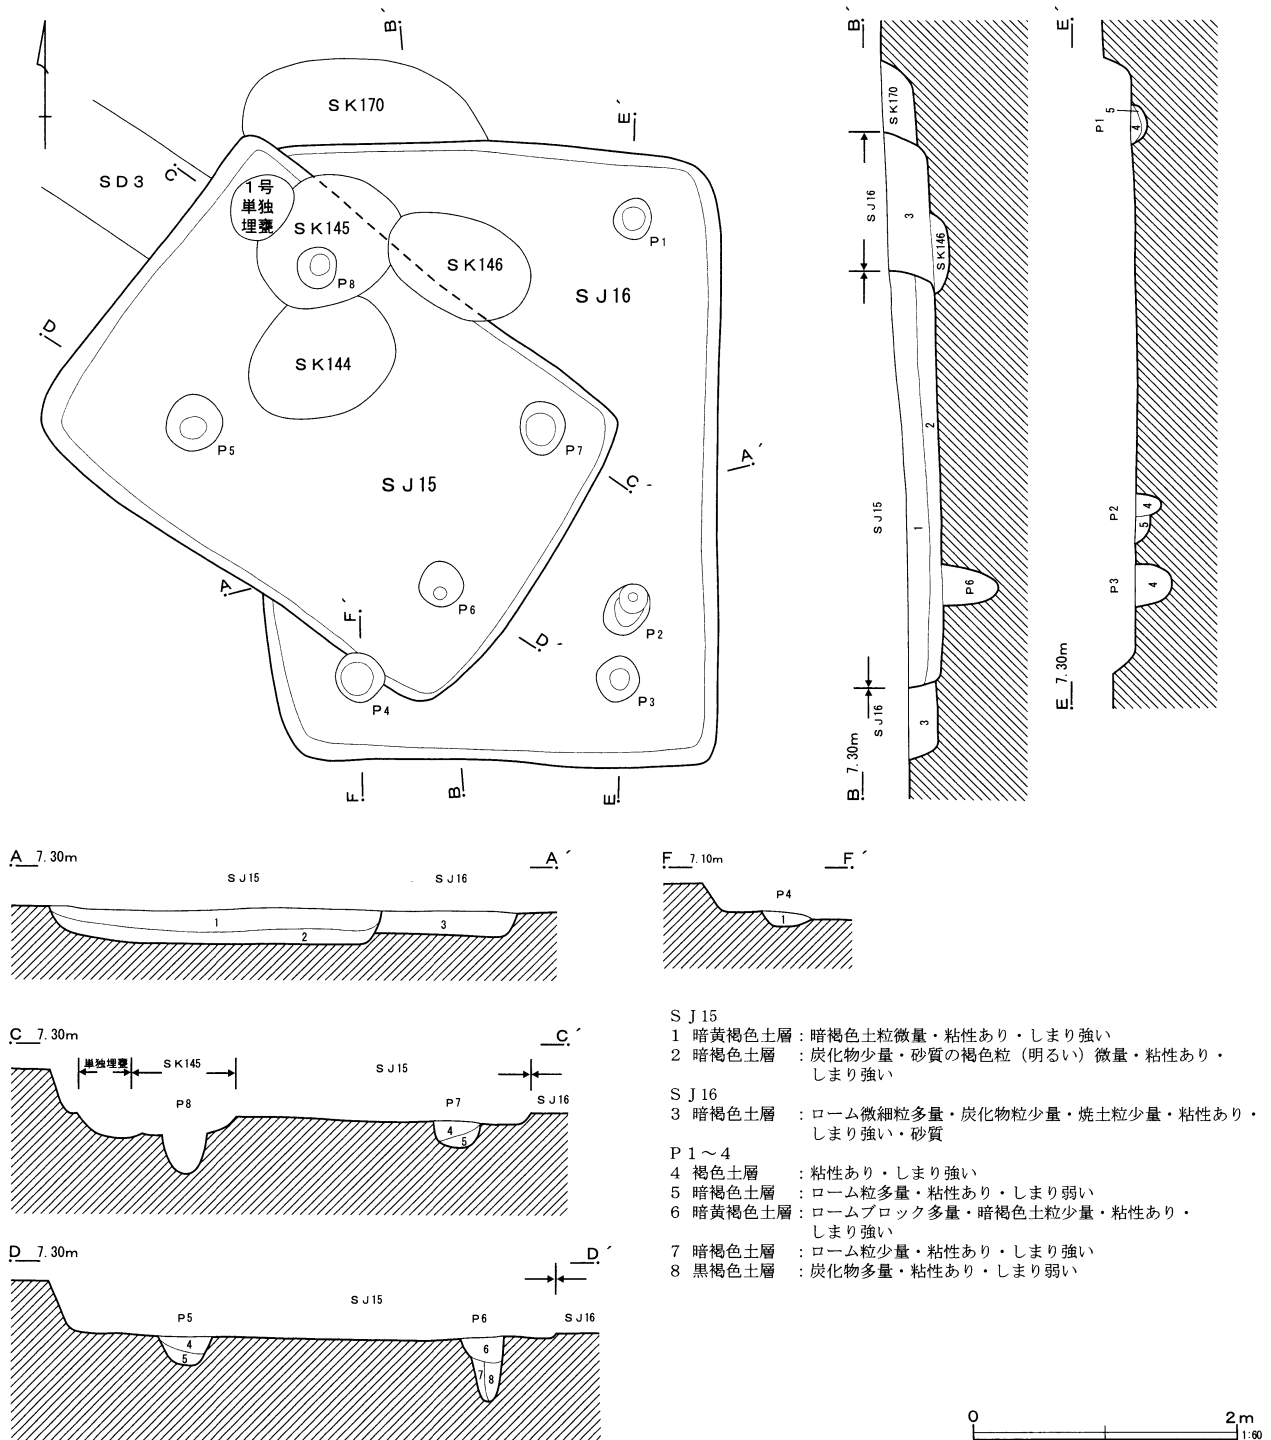 B´
SK170
E´
SD3
C
1号
単独
埋甕
SK145
P1
P8
SK146
SJ16
D
SK144
P5
P7
A´
SJ15
C´
A
F´
P6
P2
D´
P4
P3
F
B
E
B´
SK170
SJ16
3
SK146
2
SJ15
1
P6
SJ16
3
B 7.30m
E´
P1
5
4
P2
4
5
P3
4
E 7.30m
A 7.30m
A´
SJ15
SJ16
1
2
3
F 7.10m
F´
P4
1
C 7.30m
C´
単独埋甕
SK145
SJ15
SJ16
P8
P7
4
5
D 7.30m
D´
SJ15
SJ16
P5
P6
4
5
6
7
8
SJ15
1 暗黄褐色土層:暗褐色土粒微量・粘性あり・しまり強い
2 暗褐色土層 :炭化物少量・砂質の褐色粒(明るい)微量・粘性あり・
しまり強い
SJ16
3 暗褐色土層 :ローム微細粒多量・炭化物粒少量・焼土粒少量・粘性あり・
しまり強い・砂質
P1~4
4 褐色土層 :粘性あり・しまり強い
5 暗褐色土層 :ローム粒多量・粘性あり・しまり弱い
6 暗黄褐色土層:ロームブロック多量・暗褐色土粒少量・粘性あり・
しまり強い
7 暗褐色土層 :ローム粒少量・粘性あり・しまり強い
8 黒褐色土層 :炭化物多量・粘性あり・しまり弱い
0 2m
1:60